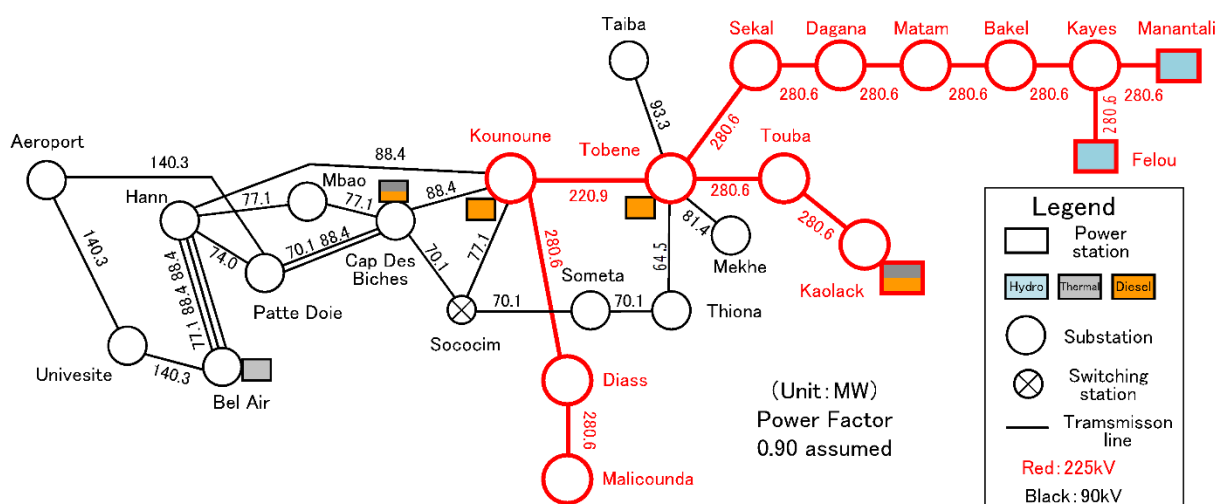 Sekal
Dagana
Matam
Bakel
Kayes
Manantali
Taiba
280.6
280.6
280.6
280.6
280.6
280.6
280.6
93.3
Kounoune
Tobene
Touba
Felou
Aeroport
140.3
88.4
Hann
Mbao
77.1
77.1
88.4
220.9
280.6
280.6
74.0
70.1 88.4
Cap Des
Biches
70.1
77.1
280.6
64.5
81.4
Mekhe
Kaolack
140.3
77.1 88.4 88.4
Patte Doie
Someta
70.1
70.1
Thiona
Sococim
Univesite
140.3
Bel Air
Diass
280.6
Malicounda
(Unit:MW)
Power Factor
0.90 assumed
Legend
Power
station
Hydro
Thermal
Diesel
Substation
Switching
station
Tramsmisson
line
Red:225kV
Black:90kV